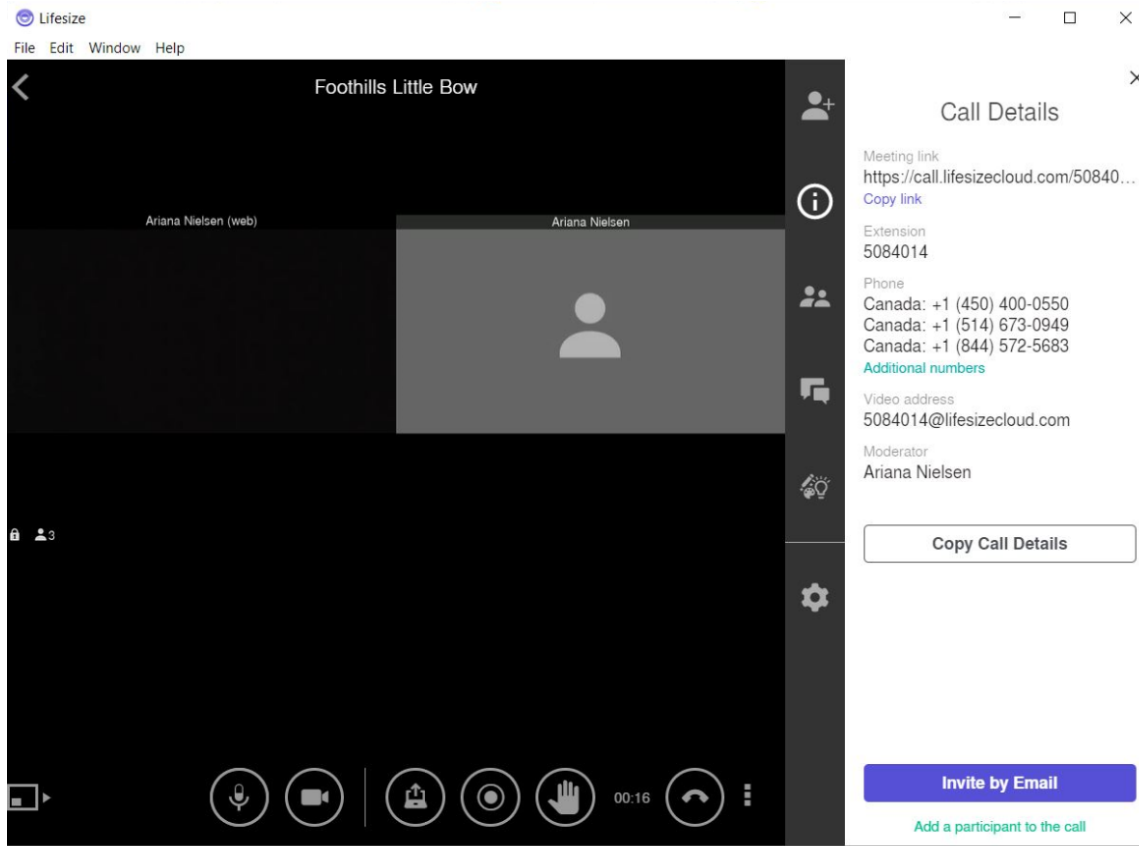 Lifesize
File Edit Window Help
Foothills Little Bow
Ariana Nielsen (web)
Ariana Nielsen
3
00:16
Call Details
Meeting link
https://call.lifesizecloud.com/50840...
Copy link
Extension
5084014
Phone
Canada: +1 (450) 400-0550
Canada: +1 (514) 673-0949
Canada: +1 (844) 572-5683
Additional numbers
Video address
5084014@lifesizecloud.com
Moderator
Ariana Nielsen
Copy Call Details
Invite by Email
Add a participant to the call